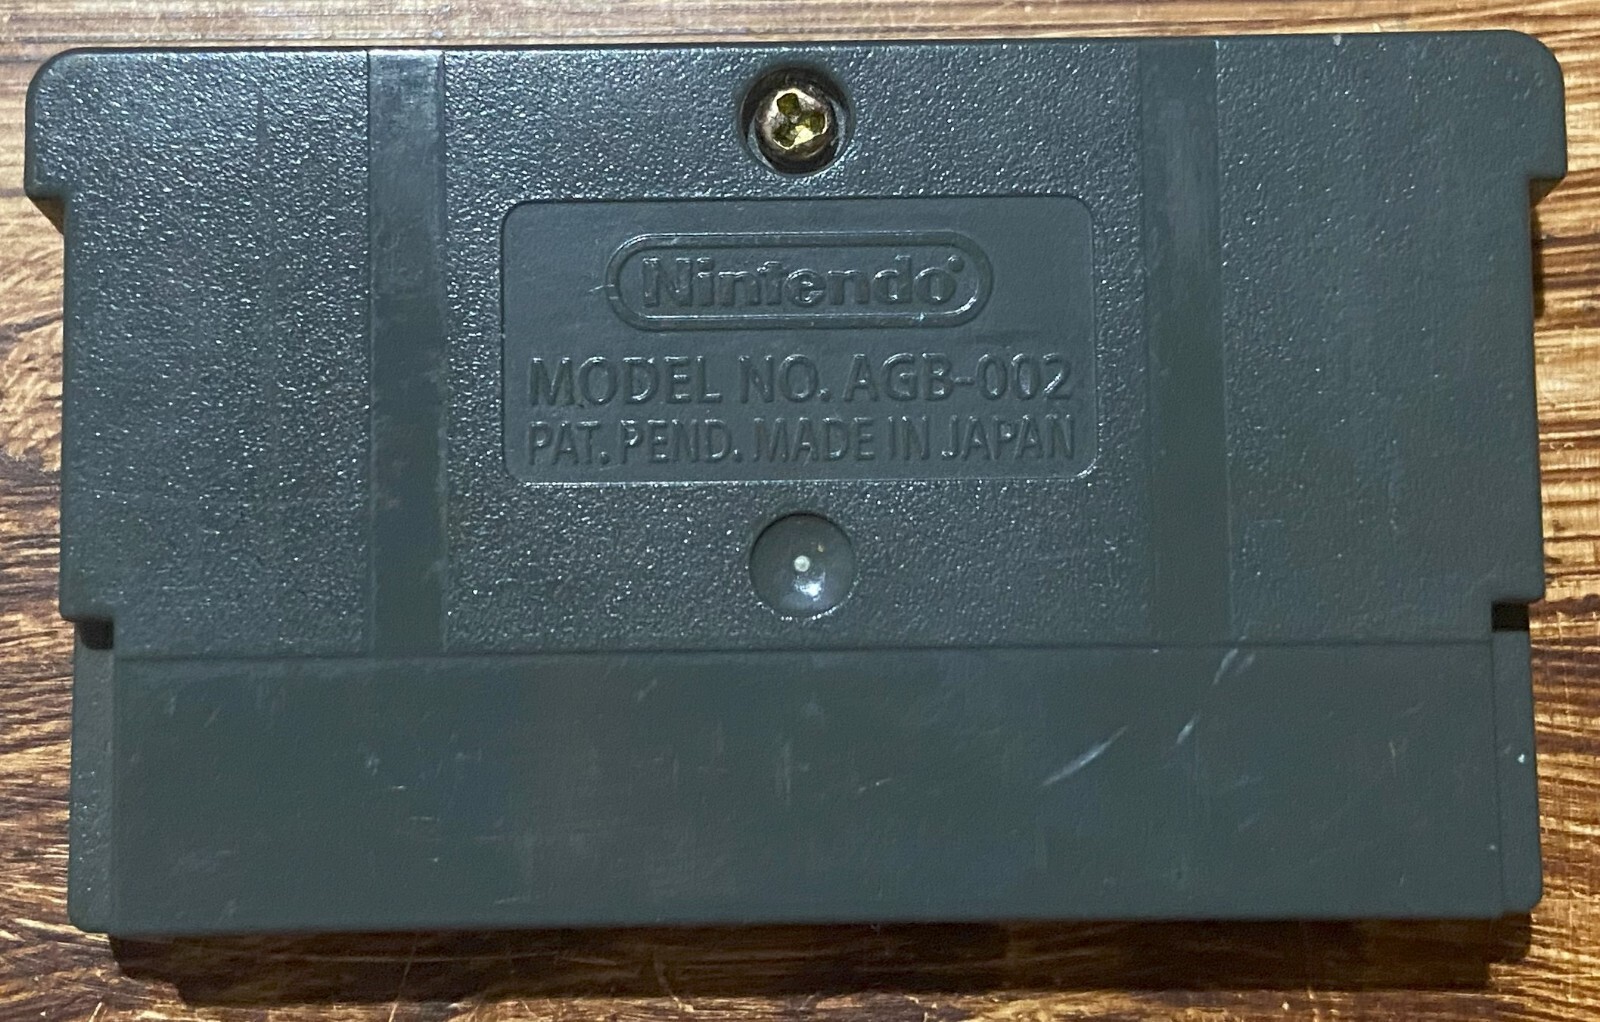 Nintendo®
MODEL NO. AGB-002
PAT. PEND. MADE IN JAPAN